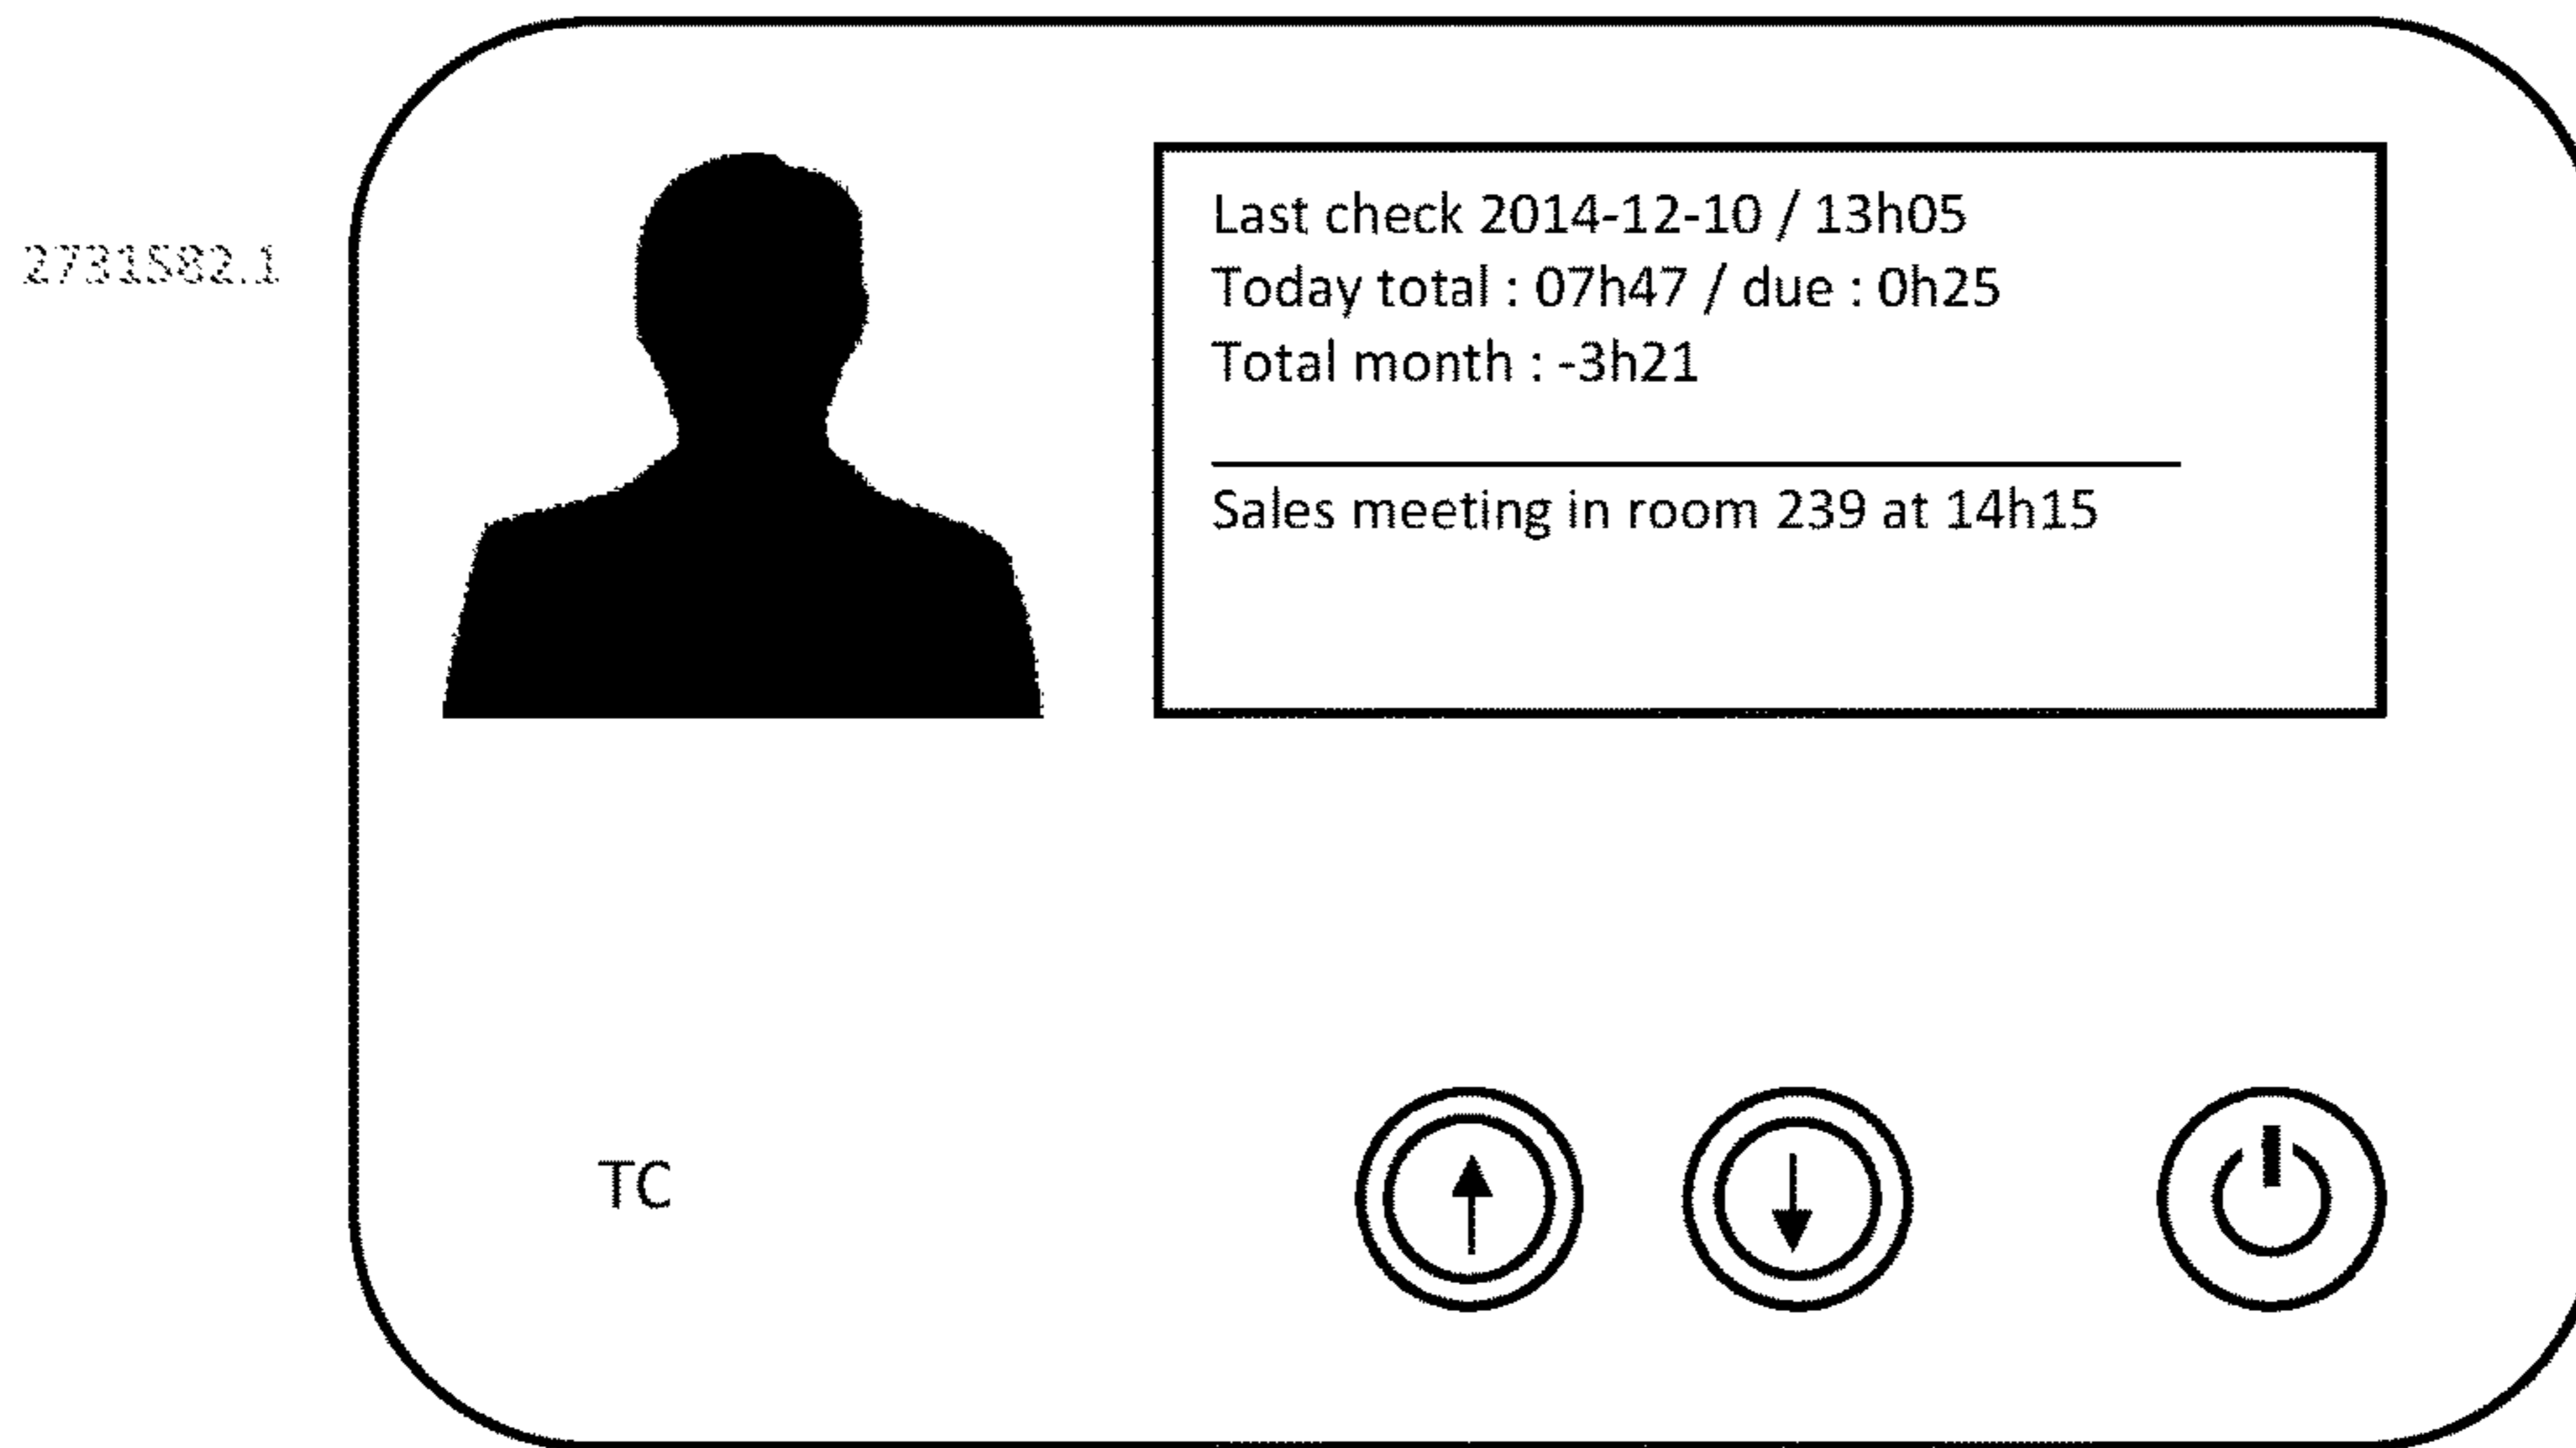 2731582.1
Last check 2014-12-10 / 13h05
Today total : 07h47 / due : 0h25
Total month : -3h21
Sales meeting in room 239 at 14h15
TC